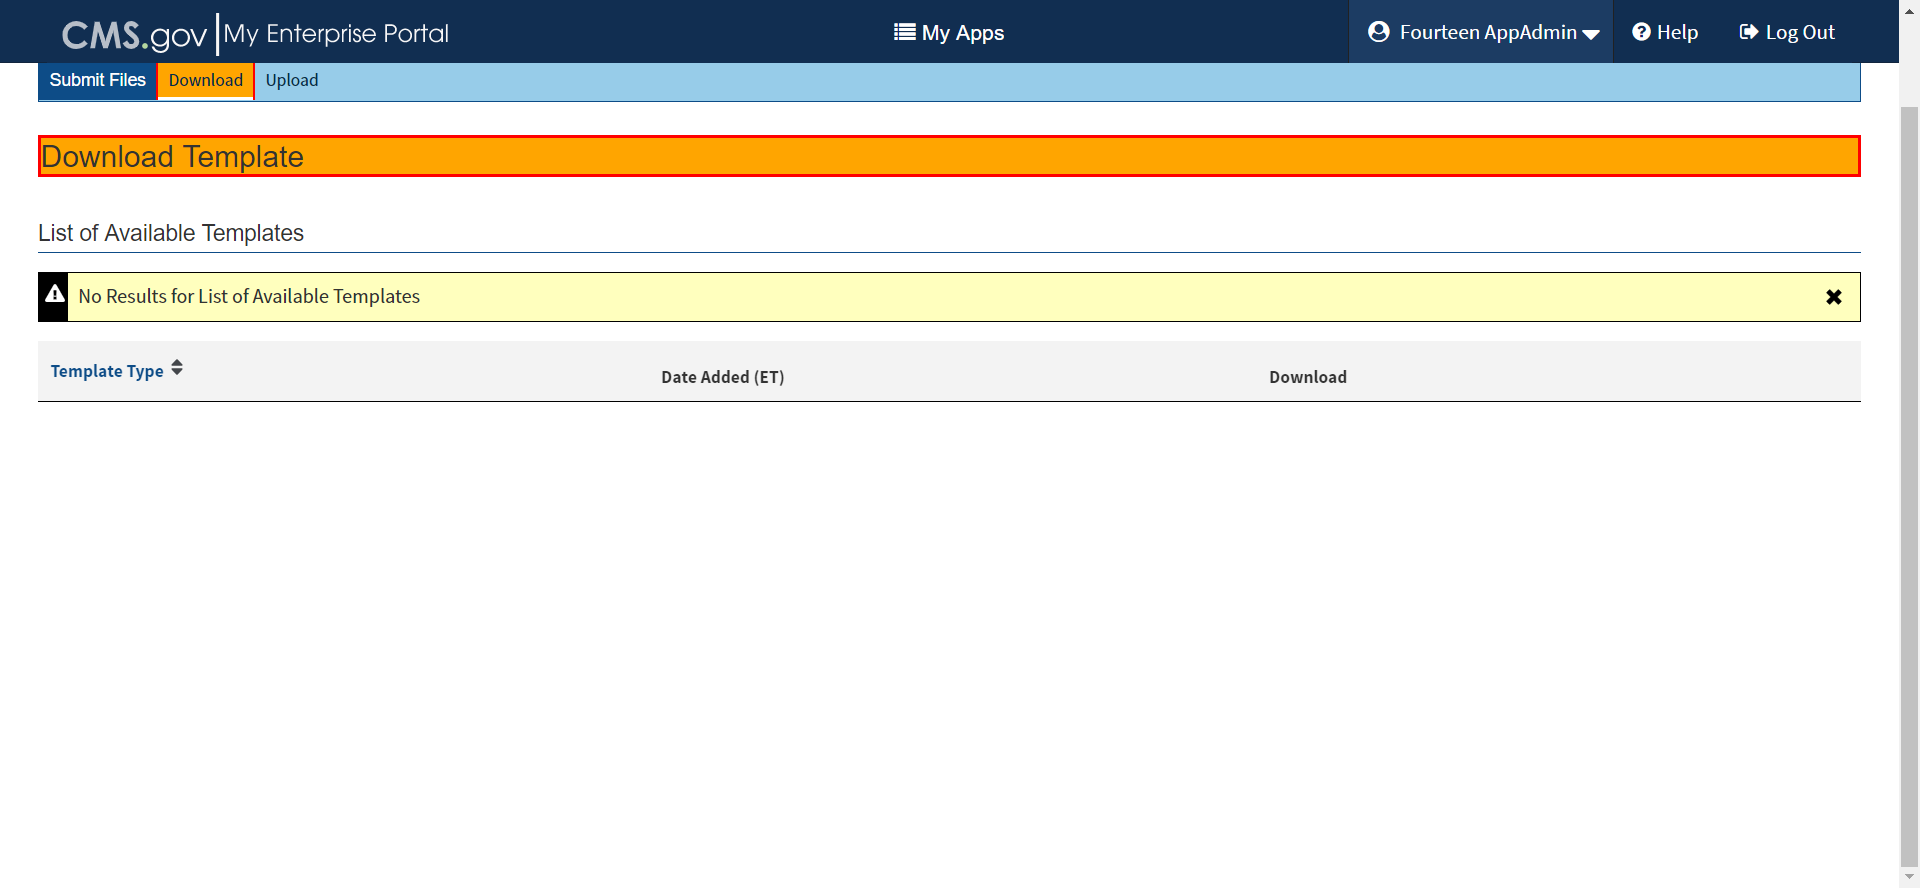 CMS.gov My Enterprise Portal My Apps Fourteen AppAdmin Help Log Out
Submit Files Download Upload
Download Template
List of Available Templates
No Results for List of Available Templates
Template Type Date Added (ET) Download